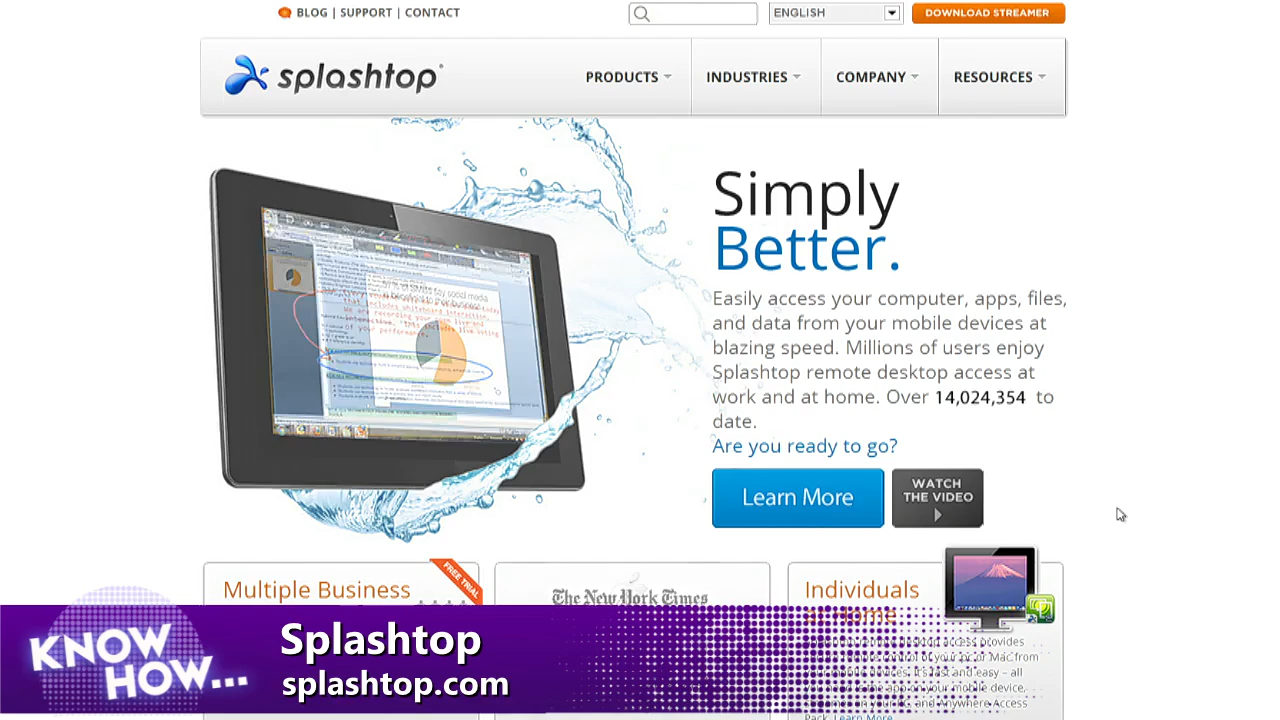 BLOG | SUPPORT | CONTACT
ENGLISH
DOWNLOAD STREAMER
splashtop
PRODUCTS
INDUSTRIES
COMPANY
RESOURCES
Simply
Better.
Easily access your computer, apps, files,
and data from your mobile devices at
blazing speed. Millions of users enjoy
Splashtop remote desktop access at
work and at home. Over 14,024,354 to
date.
Are you ready to go?
Learn More
WATCH
THE VIDEO
Multiple Business
FREE TRIAL
The New York Times
Individuals
at Home
KNOW
HOW...
Splashtop
splashtop.com